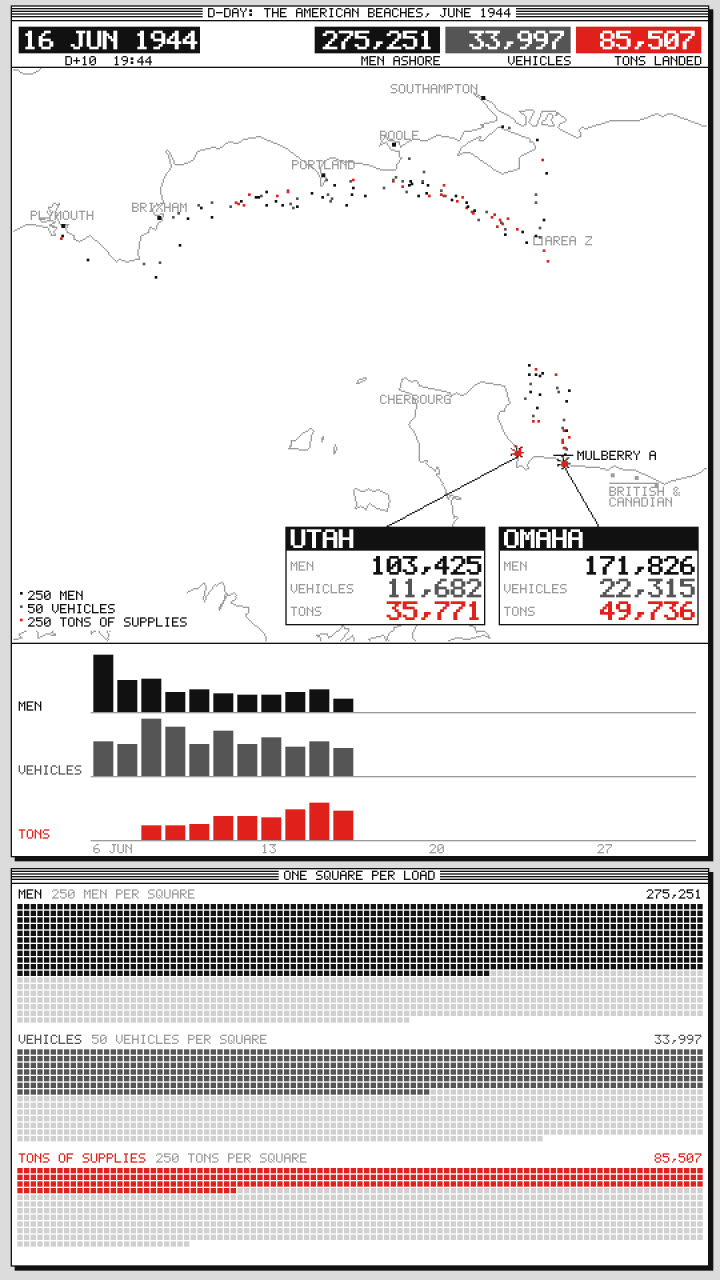 D-DAY: THE AMERICAN BEACHES, JUNE 1944
16 JUN 1944
275,251
33,997
85,507
D+10 19:44
MEN ASHORE
VEHICLES
TONS LANDED
SOUTHAMPTON
POOLE
PORTLAND
BRIXHAM
PLYMOUTH
AREA Z
CHERBOURG
MULBERRY A
BRITISH &
CANADIAN
UTAH
MEN 103,425
VEHICLES 11,682
TONS 35,771
OMAHA
MEN 171,826
VEHICLES 22,315
TONS 49,736
250 MEN
50 VEHICLES
250 TONS OF SUPPLIES
MEN
VEHICLES
TONS
6 JUN 13 20 27
ONE SQUARE PER LOAD
MEN 250 MEN PER SQUARE 275,251
VEHICLES 50 VEHICLES PER SQUARE 33,997
TONS OF SUPPLIES 250 TONS PER SQUARE 85,507